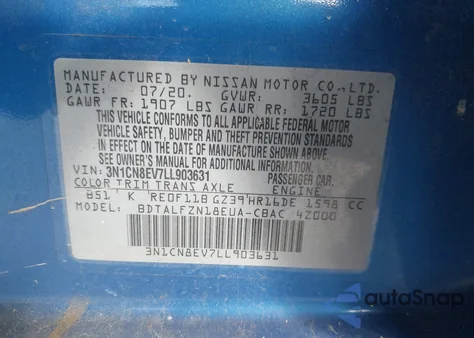 MANUFACTURED BY NISSAN MOTOR CO.,LTD.
DATE: 07/20. GVWR: 3605 LBS
GAWR FR: 1907 LBS GAWR RR: 1720 LBS
THIS VEHICLE CONFORMS TO ALL APPLICABLE FEDERAL MOTOR
VEHICLE SAFETY, BUMPER AND THEFT PREVENTION STANDARDS
IN EFFECT ON THE DATE OF MANUFACTURE SHOWN ABOVE.
SEE OWNER'S MANUAL FOR ADDITIONAL INFORMATION.
VIN: 3N1CN8EV7LL903631 PASSENGER CAR
COLOR TRIM TRANS AXLE ENGINE
B51 K RE0F11B GZ39 HR16DE 1598 CC
MODEL: BDTALFZN18EUA-CBAC 42000
3N1CN8EV7LL903631
autoSnap